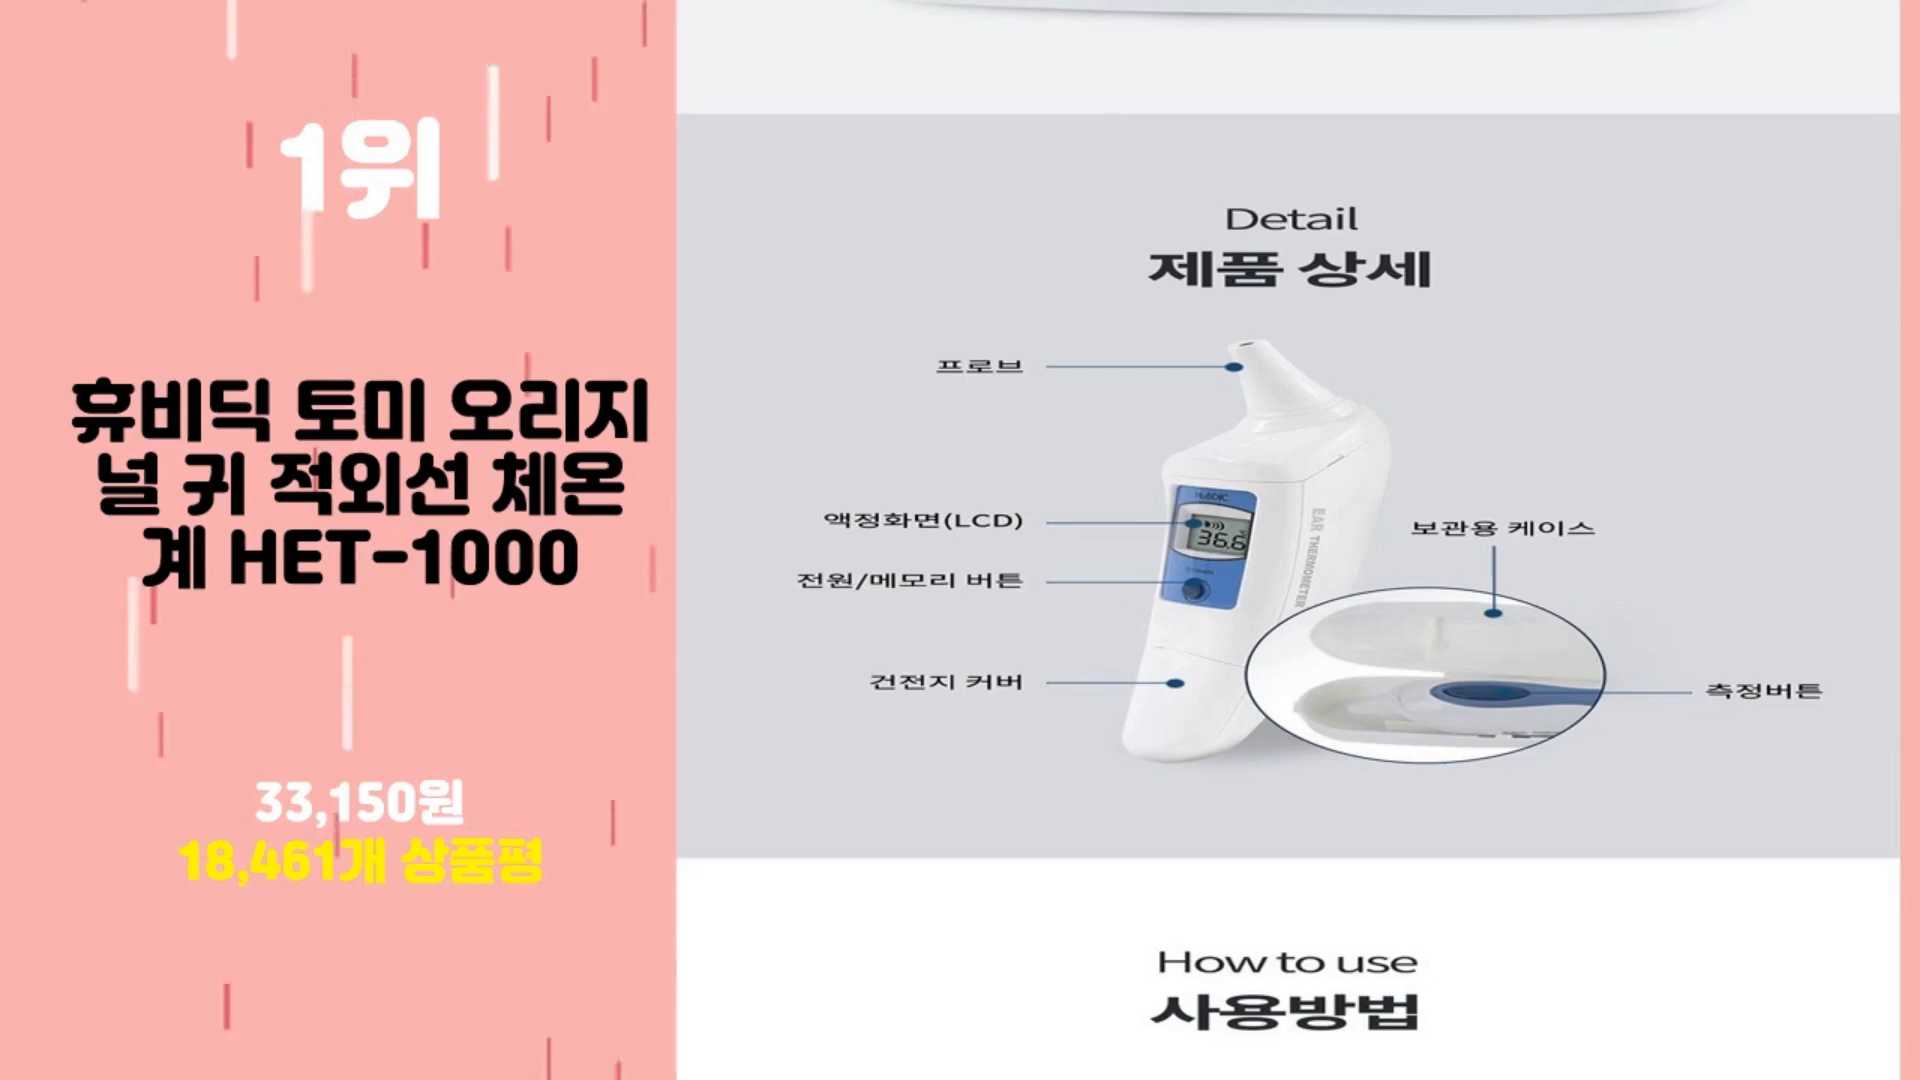 1위
휴비딕 토미 오리지
널 귀 적외선 체온
계 HET-1000
33,150원
18,461개 상품평
Detail
제품 상세
프로브
액정화면(LCD)
전원/메모리 버튼
건전지 커버
HuBDIC
36.6
EAR THERMOMETER
보관용 케이스
측정버튼
How to use
사용방법